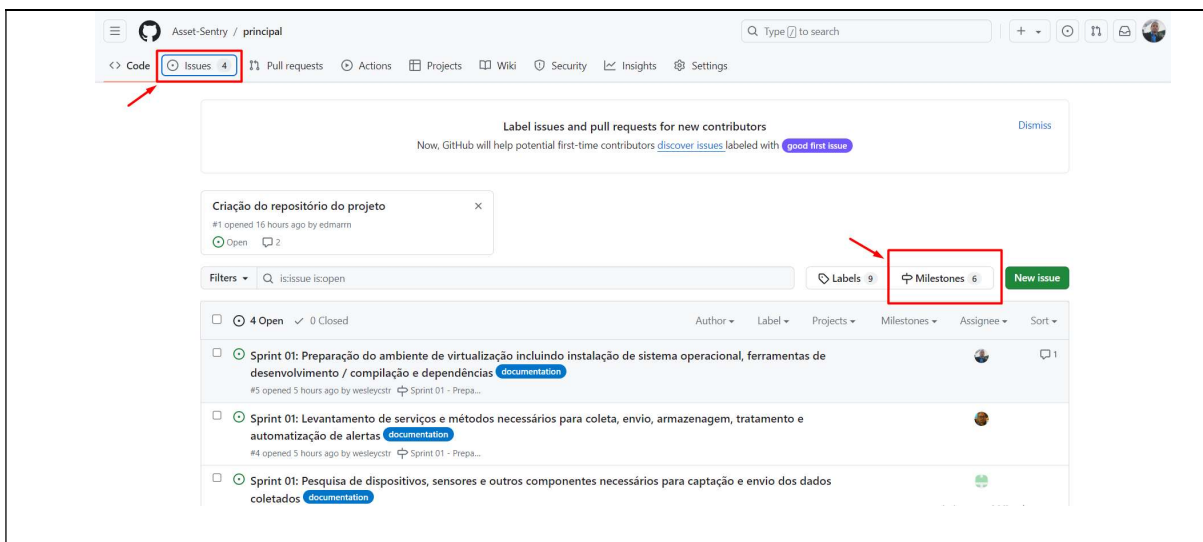 Asset-Sentry / principal
Type / to search
<> Code Issues 4 Pull requests Actions Projects Wiki Security Insights Settings
Label issues and pull requests for new contributors
Dismiss
Now, GitHub will help potential first-time contributors discover issues labeled with good first issue
Criação do repositório do projeto
#1 opened 16 hours ago by edmarrn
Open 2
Filters is:issue is:open Labels 9 Milestones 6 New issue
4 Open 0 Closed Author Label Projects Milestones Assignee Sort
Sprint 01: Preparação do ambiente de virtualização incluindo instalação de sistema operacional, ferramentas de 1
desenvolvimento / compilação e dependências documentation
#5 opened 5 hours ago by wesleycstr Sprint 01 - Prepa...
Sprint 01: Levantamento de serviços e métodos necessários para coleta, envio, armazenagem, tratamento e
automatização de alertas documentation
#4 opened 5 hours ago by wesleycstr Sprint 01 - Prepa...
Sprint 01: Pesquisa de dispositivos, sensores e outros componentes necessários para captação e envio dos dados
coletados documentation